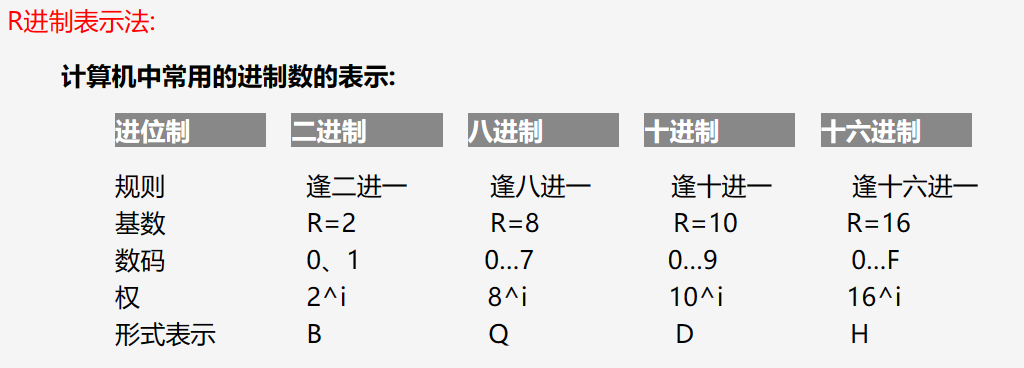 R进制表示法:
计算机中常用的进制数的表示:
进位制 二进制 八进制 十进制 十六进制
规则 逢二进一 逢八进一 逢十进一 逢十六进一
基数 R=2 R=8 R=10 R=16
数码 0、1 0...7 0...9 0...F
权 2^i 8^i 10^i 16^i
形式表示 B Q D H